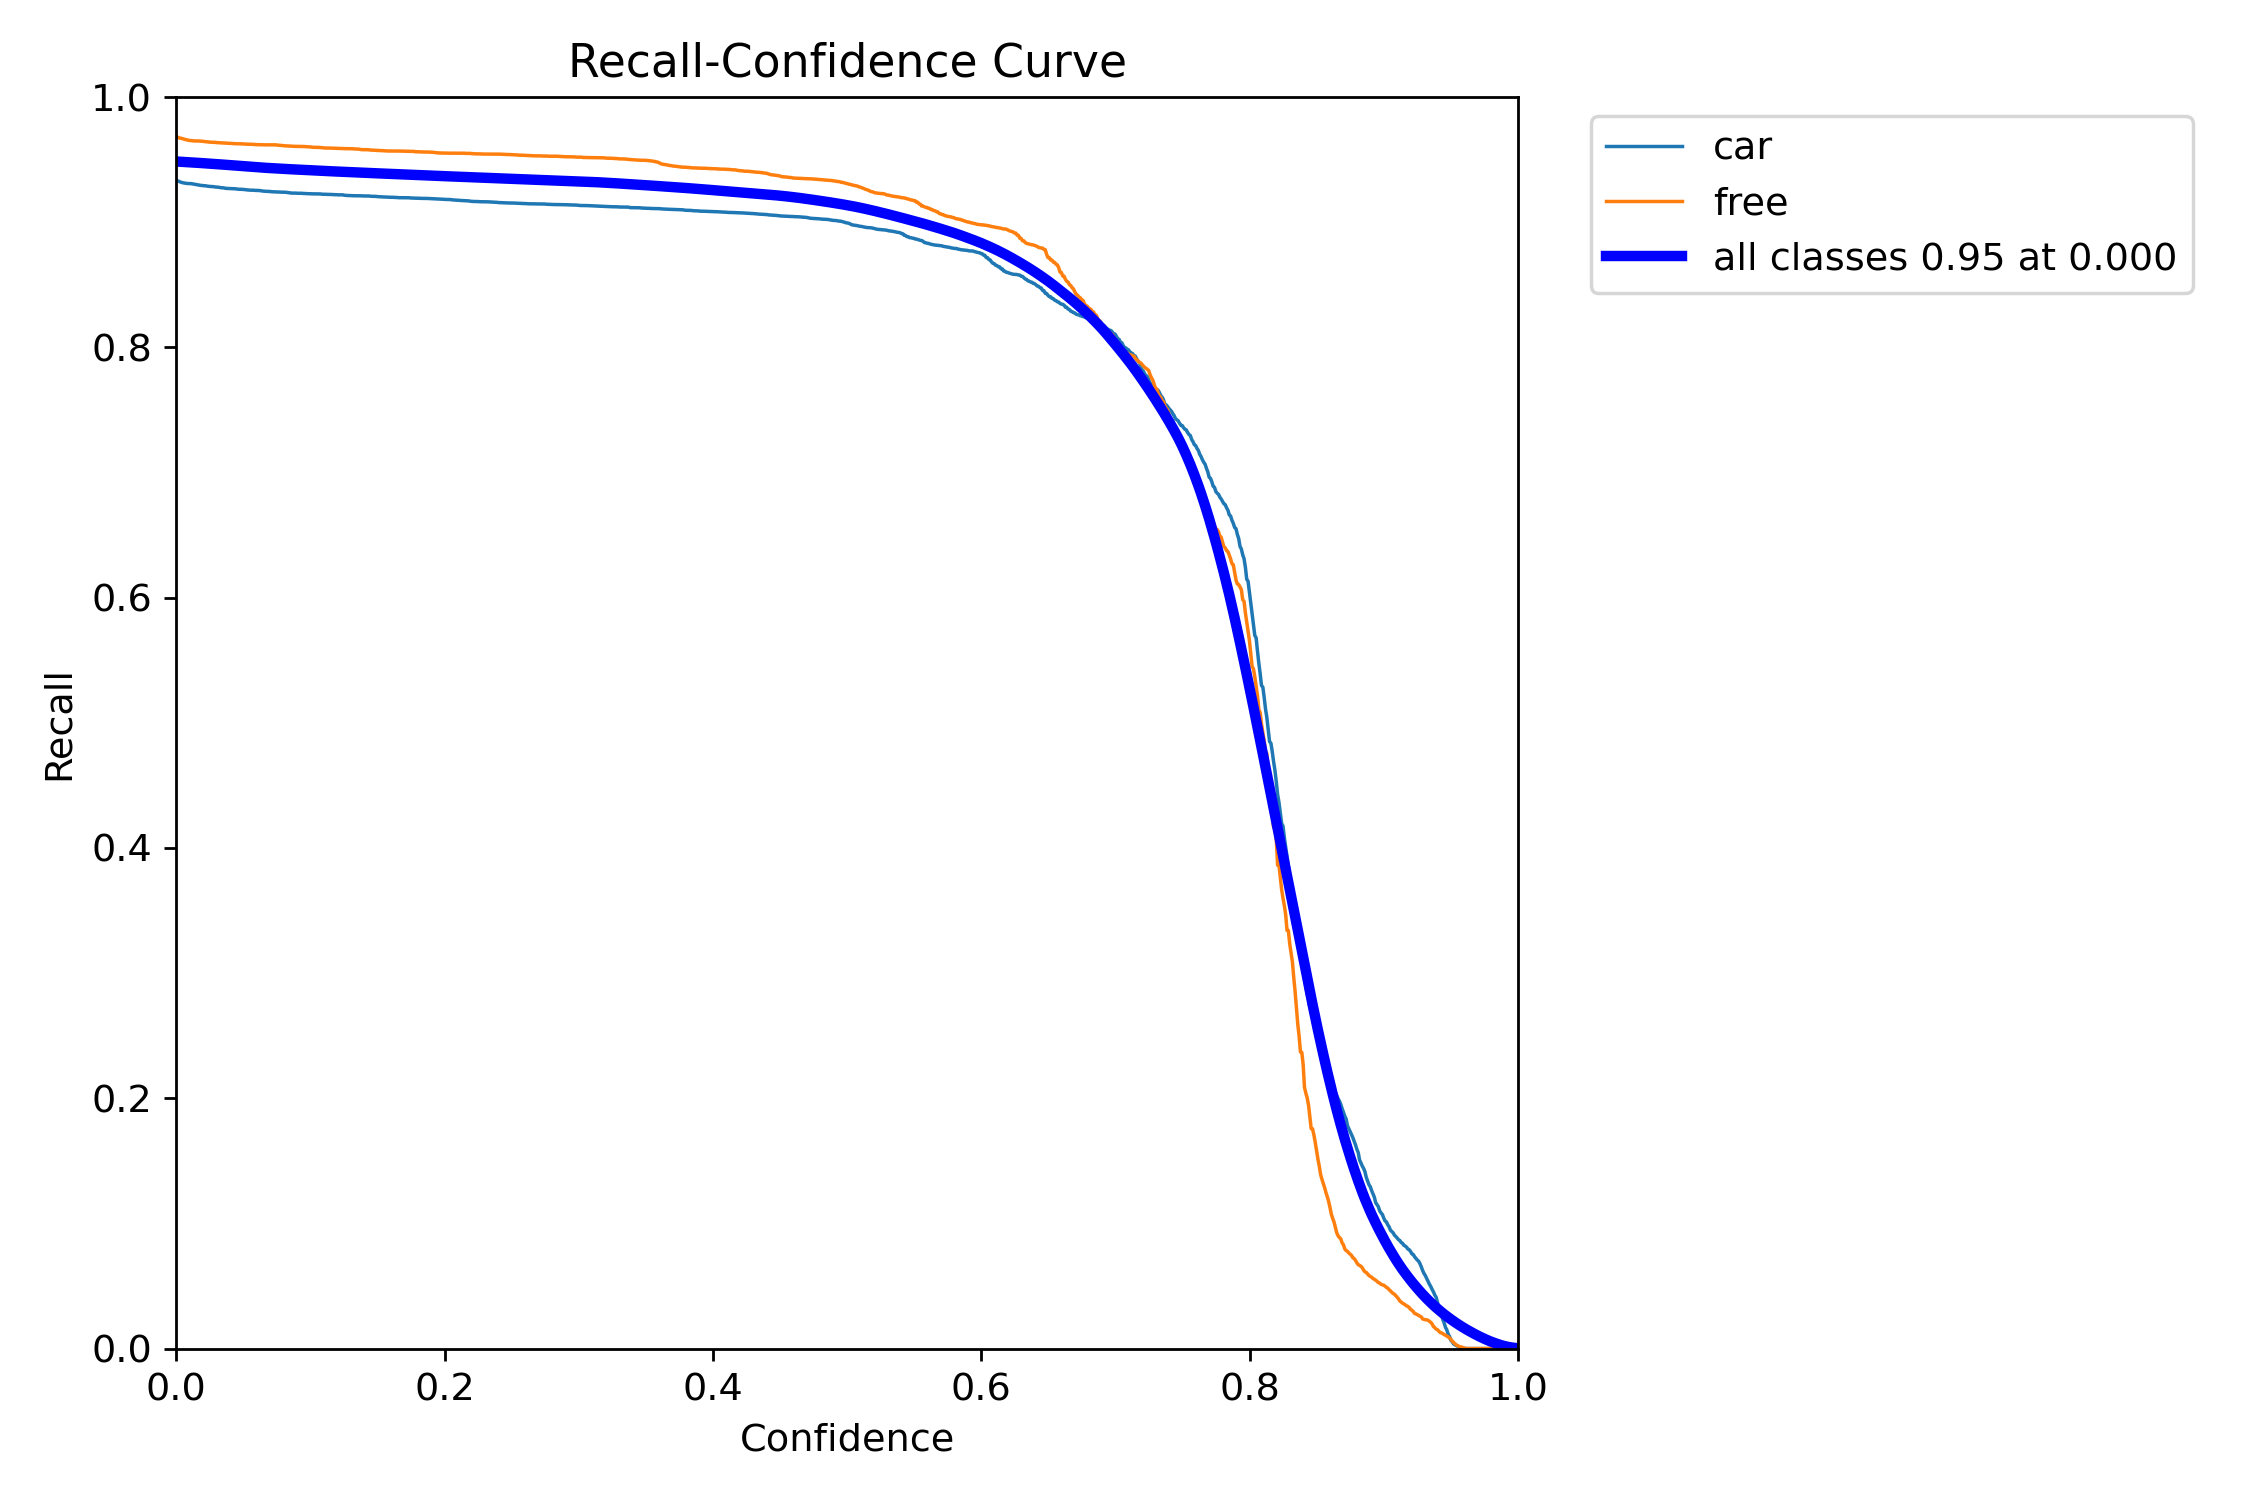 Recall-Confidence Curve
1.0
0.8
0.6
0.4
0.2
0.0
Recall
0.0 0.2 0.4 0.6 0.8 1.0
Confidence
car
free
all classes 0.95 at 0.000